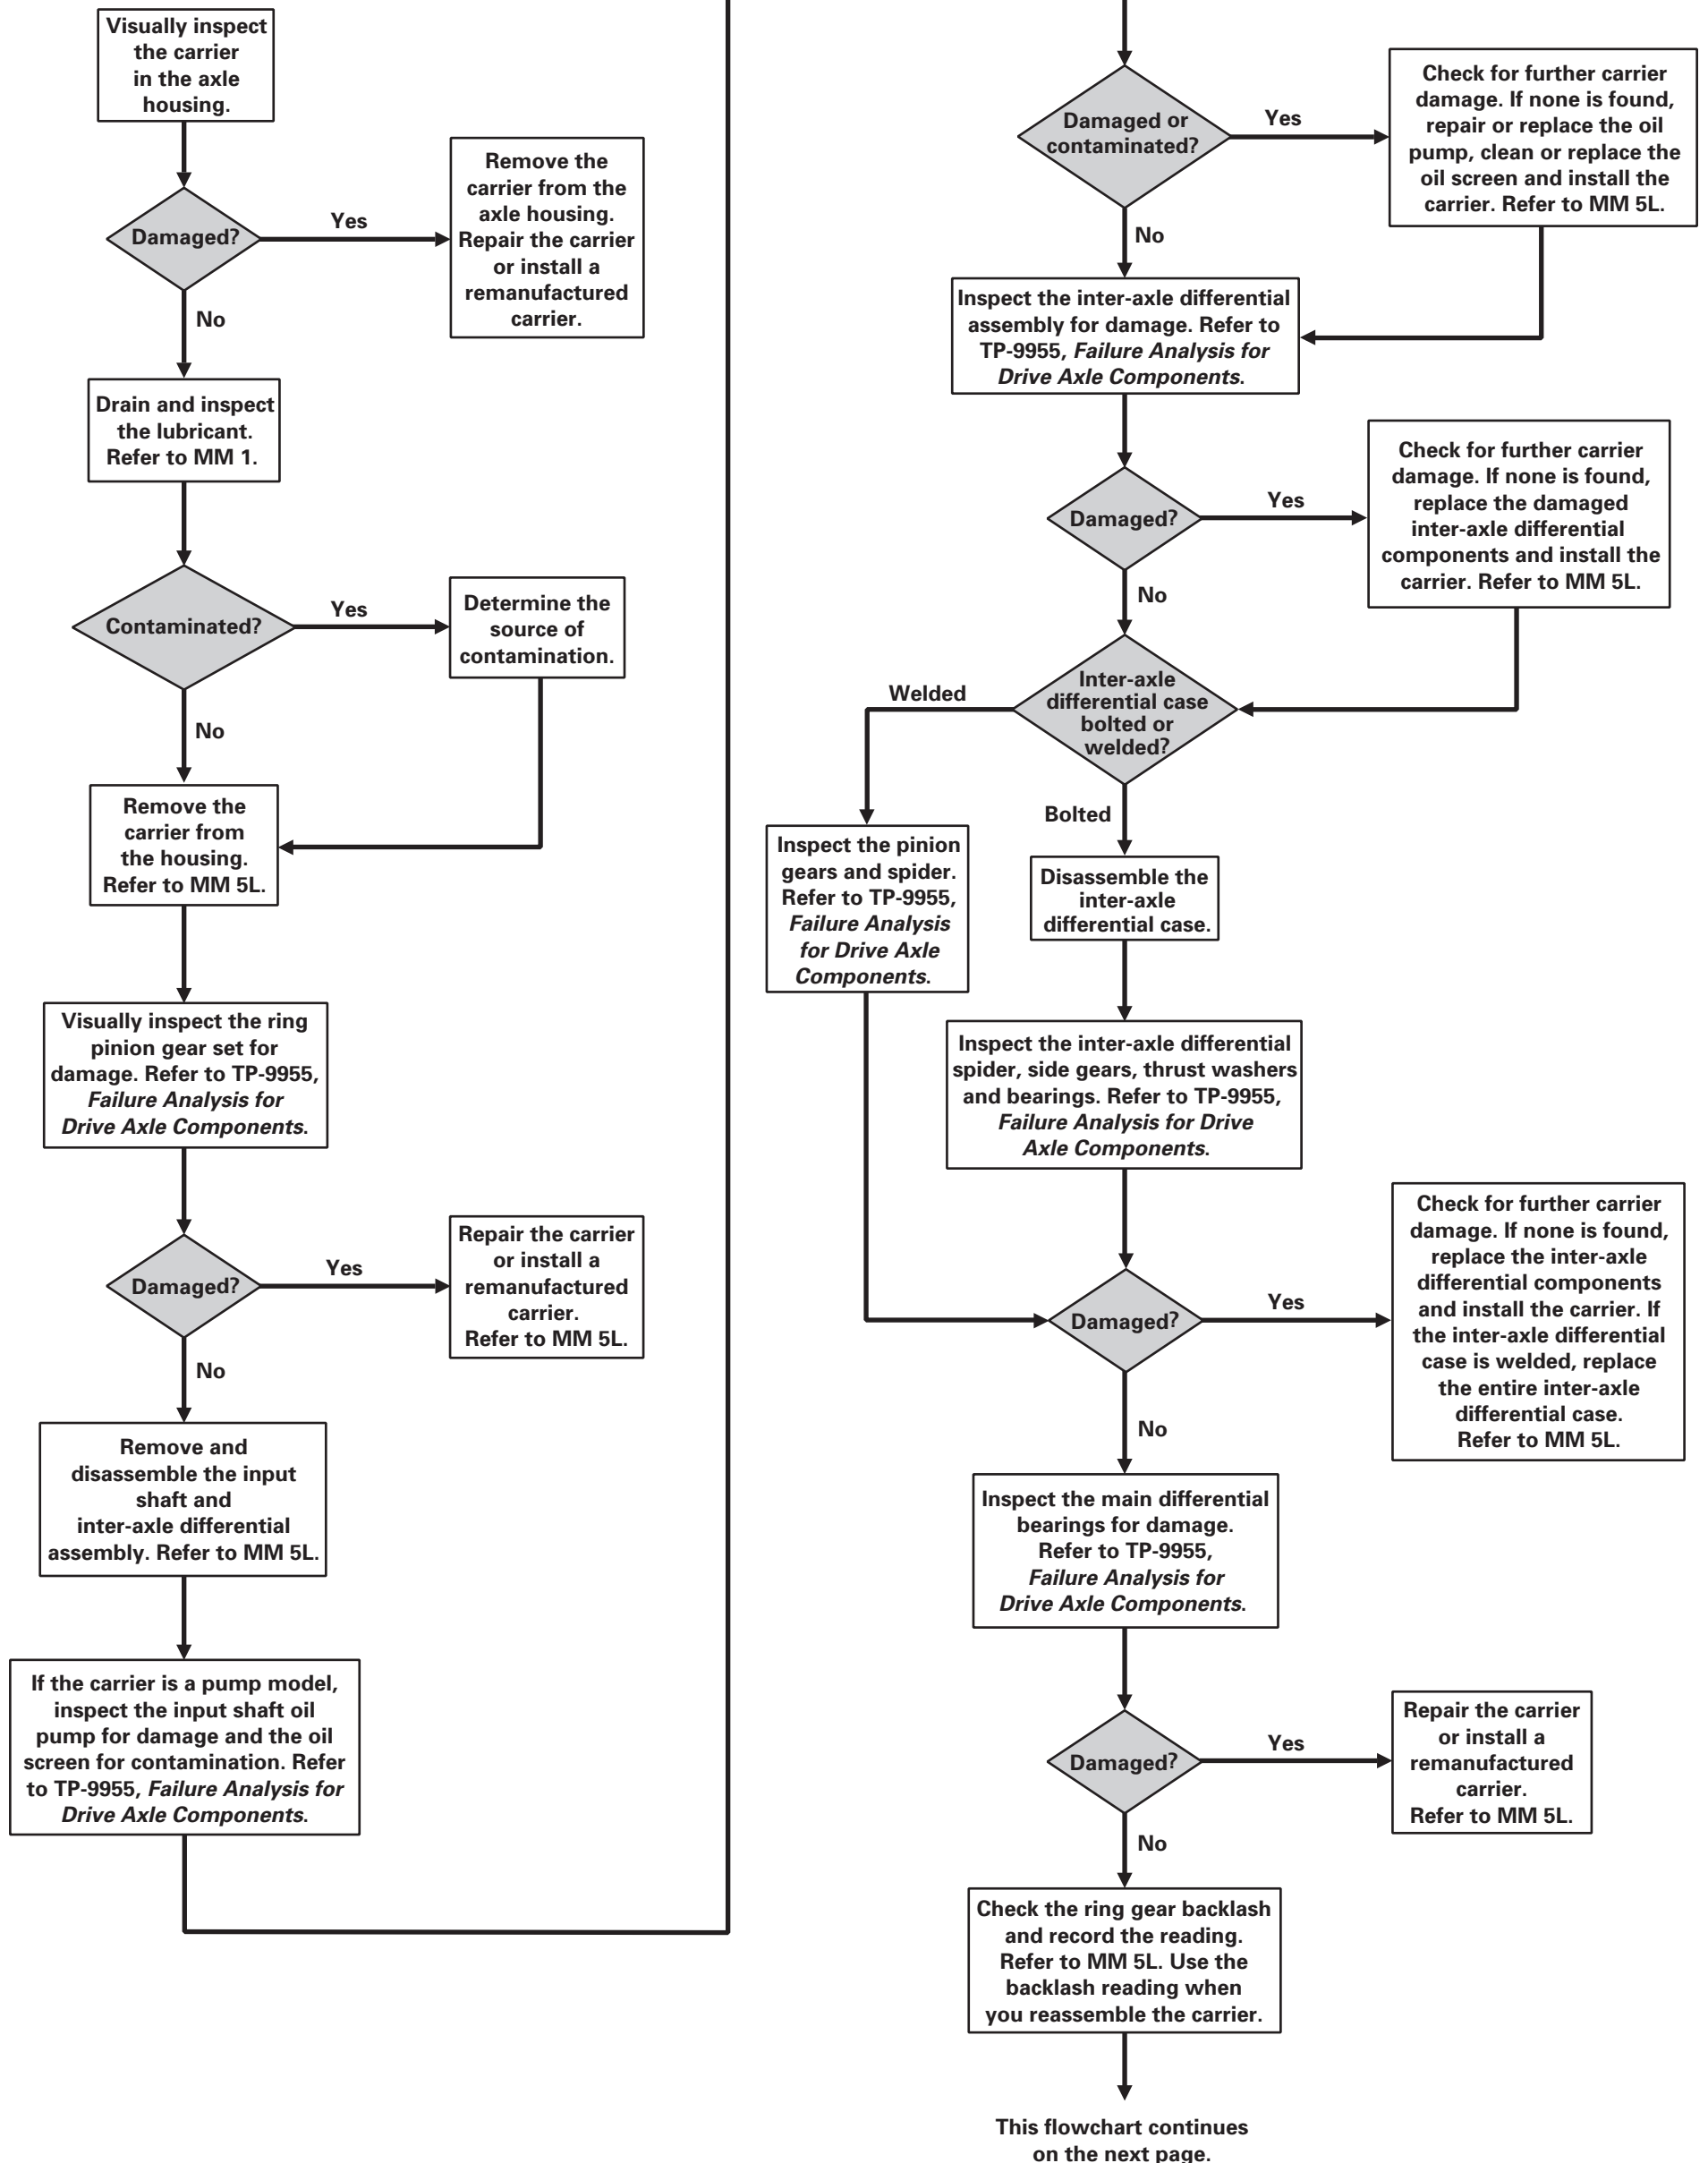 Visually inspect
the carrier
in the axle
housing.
Damaged?
Yes
Remove the
carrier from the
axle housing.
Repair the carrier
or install a
remanufactured
carrier.
No
Drain and inspect
the lubricant.
Refer to MM 1.
Contaminated?
Yes
Determine the
source of
contamination.
No
Remove the
carrier from
the housing.
Refer to MM 5L.
Visually inspect the ring
pinion gear set for
damage. Refer to TP-9955,
Failure Analysis for
Drive Axle Components.
Damaged?
Yes
Repair the carrier
or install a
remanufactured
carrier.
Refer to MM 5L.
No
Remove and
disassemble the input
shaft and
inter-axle differential
assembly. Refer to MM 5L.
If the carrier is a pump model,
inspect the input shaft oil
pump for damage and the oil
screen for contamination. Refer
to TP-9955, Failure Analysis for
Drive Axle Components.
Damaged or
contaminated?
Yes
Check for further carrier
damage. If none is found,
repair or replace the oil
pump, clean or replace the
oil screen and install the
carrier. Refer to MM 5L.
No
Inspect the inter-axle differential
assembly for damage. Refer to
TP-9955, Failure Analysis for
Drive Axle Components.
Damaged?
Yes
Check for further carrier
damage. If none is found,
replace the damaged
inter-axle differential
components and install the
carrier. Refer to MM 5L.
No
Inter-axle
differential case
bolted or
welded?
Welded
Inspect the pinion
gears and spider.
Refer to TP-9955,
Failure Analysis
for Drive Axle
Components.
Bolted
Disassemble the
inter-axle
differential case.
Inspect the inter-axle differential
spider, side gears, thrust washers
and bearings. Refer to TP-9955,
Failure Analysis for Drive
Axle Components.
Damaged?
Yes
Check for further carrier
damage. If none is found,
replace the inter-axle
differential components
and install the carrier. If
the inter-axle differential
case is welded, replace
the entire inter-axle
differential case.
Refer to MM 5L.
No
Inspect the main differential
bearings for damage.
Refer to TP-9955,
Failure Analysis for
Drive Axle Components.
Damaged?
Yes
Repair the carrier
or install a
remanufactured
carrier.
Refer to MM 5L.
No
Check the ring gear backlash
and record the reading.
Refer to MM 5L. Use the
backlash reading when
you reassemble the carrier.
This flowchart continues
on the next page.